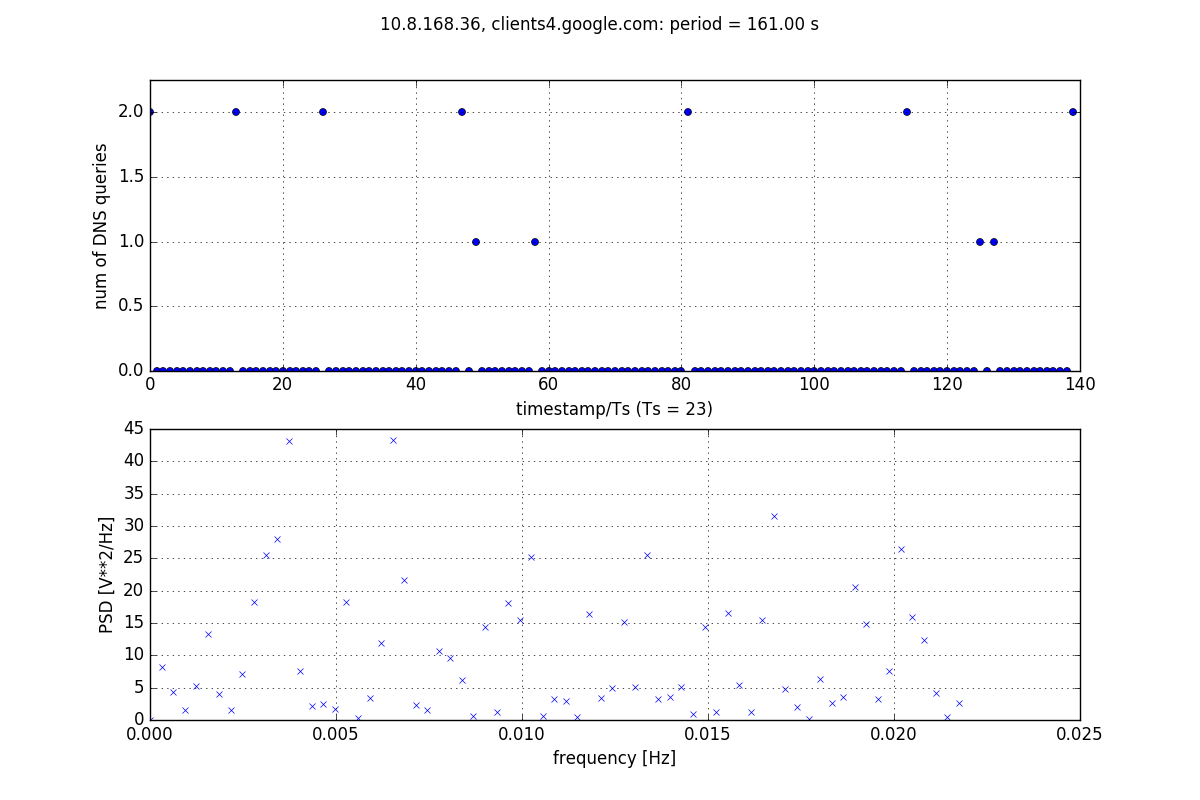 10.8.168.36, clients4.google.com: period = 161.00 s
2.0
1.5
1.0
0.5
0.0
num of DNS queries
0 20 40 60 80 100 120 140
timestamp/Ts (Ts = 23)
45
40
35
30
25
20
15
10
5
0
PSD [V**2/Hz]
0.000 0.005 0.010 0.015 0.020 0.025
frequency [Hz]